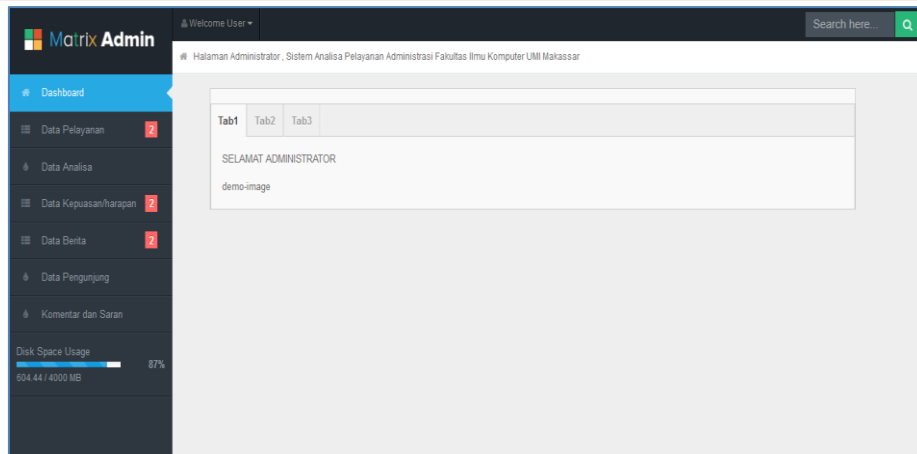 Matrix Admin
Welcome User
Search here...
Halaman Administrator , Sistem Analisa Pelayanan Administrasi Fakultas Ilmu Komputer UMI Makassar
Dashboard
Data Pelayanan 2
Data Analisa
Data Kepuasan/harapan 2
Data Berita 2
Data Pengunjung
Komentar dan Saran
Disk Space Usage
87%
604.44 / 4000 MB
Tab1 Tab2 Tab3
SELAMAT ADMINISTRATOR
demo-image